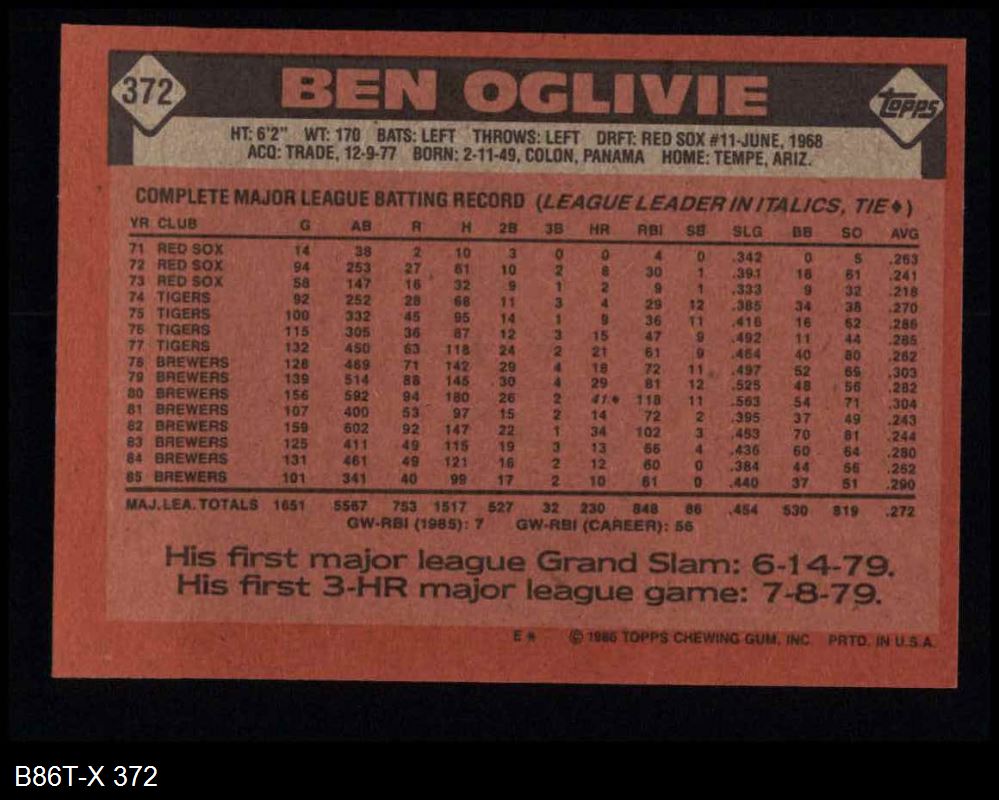 372
BEN OGLIVIE
TOPPS
HT: 6'2" WT: 170 BATS: LEFT THROWS: LEFT DRFT: RED SOX #11-JUNE, 1968
ACQ: TRADE, 12-9-77 BORN: 2-11-49, COLON, PANAMA HOME: TEMPE, ARIZ.
COMPLETE MAJOR LEAGUE BATTING RECORD (LEAGUE LEADER IN ITALICS, TIE♦)
YR CLUB G AB R H 2B 3B HR RBI SB SLG BB SO AVG
71 RED SOX 14 38 2 10 3 0 0 4 0 .342 0 5 .263
72 RED SOX 94 253 27 61 10 2 8 30 1 .391 18 61 .241
73 RED SOX 58 147 16 32 9 1 2 9 1 .333 9 32 .218
74 TIGERS 92 252 28 68 11 3 4 29 12 .385 34 38 .270
75 TIGERS 100 332 45 95 14 1 9 36 11 .416 16 62 .286
76 TIGERS 115 305 36 87 12 3 15 47 9 .492 11 44 .285
77 TIGERS 132 450 63 118 24 2 21 61 9 .464 40 80 .262
78 BREWERS 128 469 71 142 29 4 18 72 11 .497 52 69 .303
79 BREWERS 139 514 88 145 30 4 29 81 12 .525 48 56 .282
80 BREWERS 156 592 94 180 26 2 41♦ 118 11 .563 54 71 .304
81 BREWERS 107 400 53 97 15 2 14 72 2 .395 37 49 .243
82 BREWERS 159 602 92 147 22 1 34 102 3 .453 70 81 .244
83 BREWERS 125 411 49 115 19 3 13 66 4 .436 60 64 .280
84 BREWERS 131 461 49 121 16 2 12 60 0 .384 44 56 .262
85 BREWERS 101 341 40 99 17 2 10 61 0 .440 37 51 .290
MAJ. LEA. TOTALS 1651 5567 753 1517 527 32 230 848 86 .454 530 819 .272
GW-RBI (1985): 7 GW-RBI (CAREER): 56
His first major league Grand Slam: 6-14-79.
His first 3-HR major league game: 7-8-79.
E * © 1986 TOPPS CHEWING GUM, INC. PRTD. IN U.S.A.
B86T-X 372